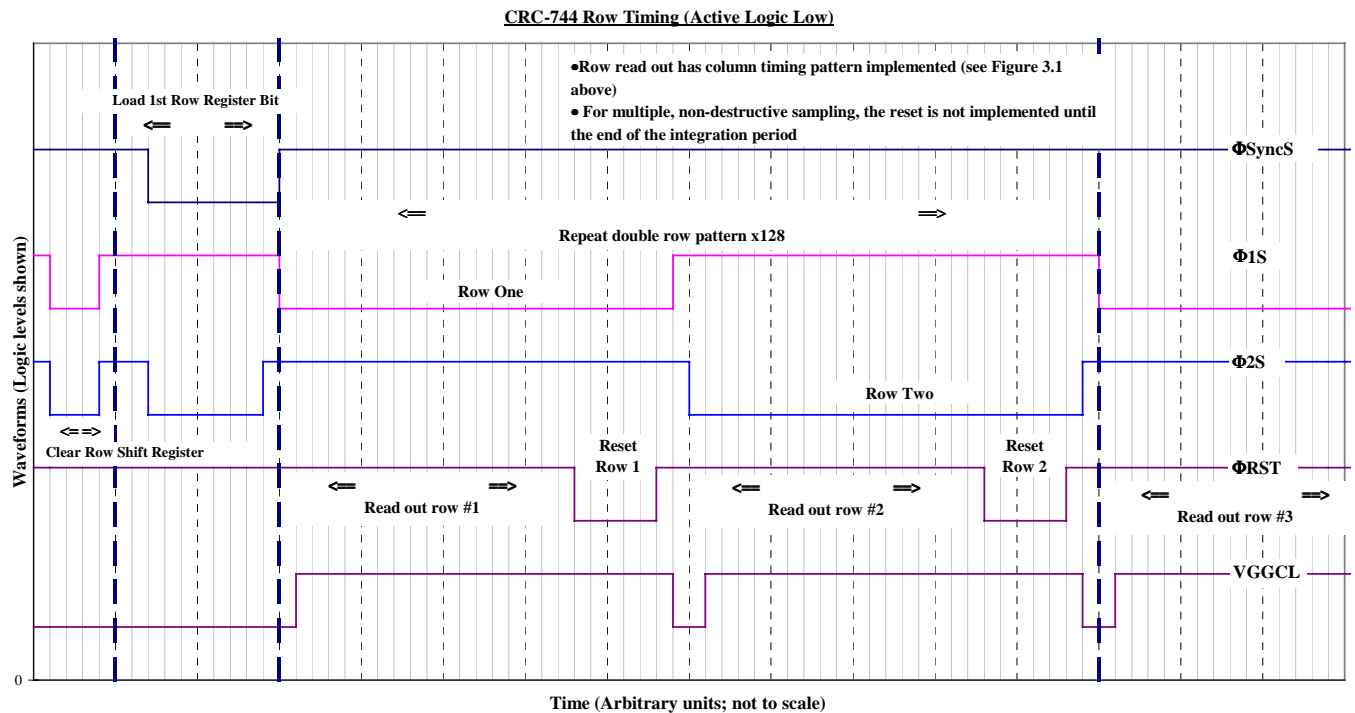 CRC-744 Row Timing (Active Logic Low)
●Row read out has column timing pattern implemented (see Figure 3.1
above)
● For multiple, non-destructive sampling, the reset is not implemented until
the end of the integration period
Load 1st Row Register Bit
ΦSyncS
Repeat double row pattern x128
Φ1S
Row One
Φ2S
Row Two
Clear Row Shift Register
Reset
Row 1
Reset
Row 2
ΦRST
Read out row #1
Read out row #2
Read out row #3
VGGCL
Waveforms (Logic levels shown)
0
Time (Arbitrary units; not to scale)